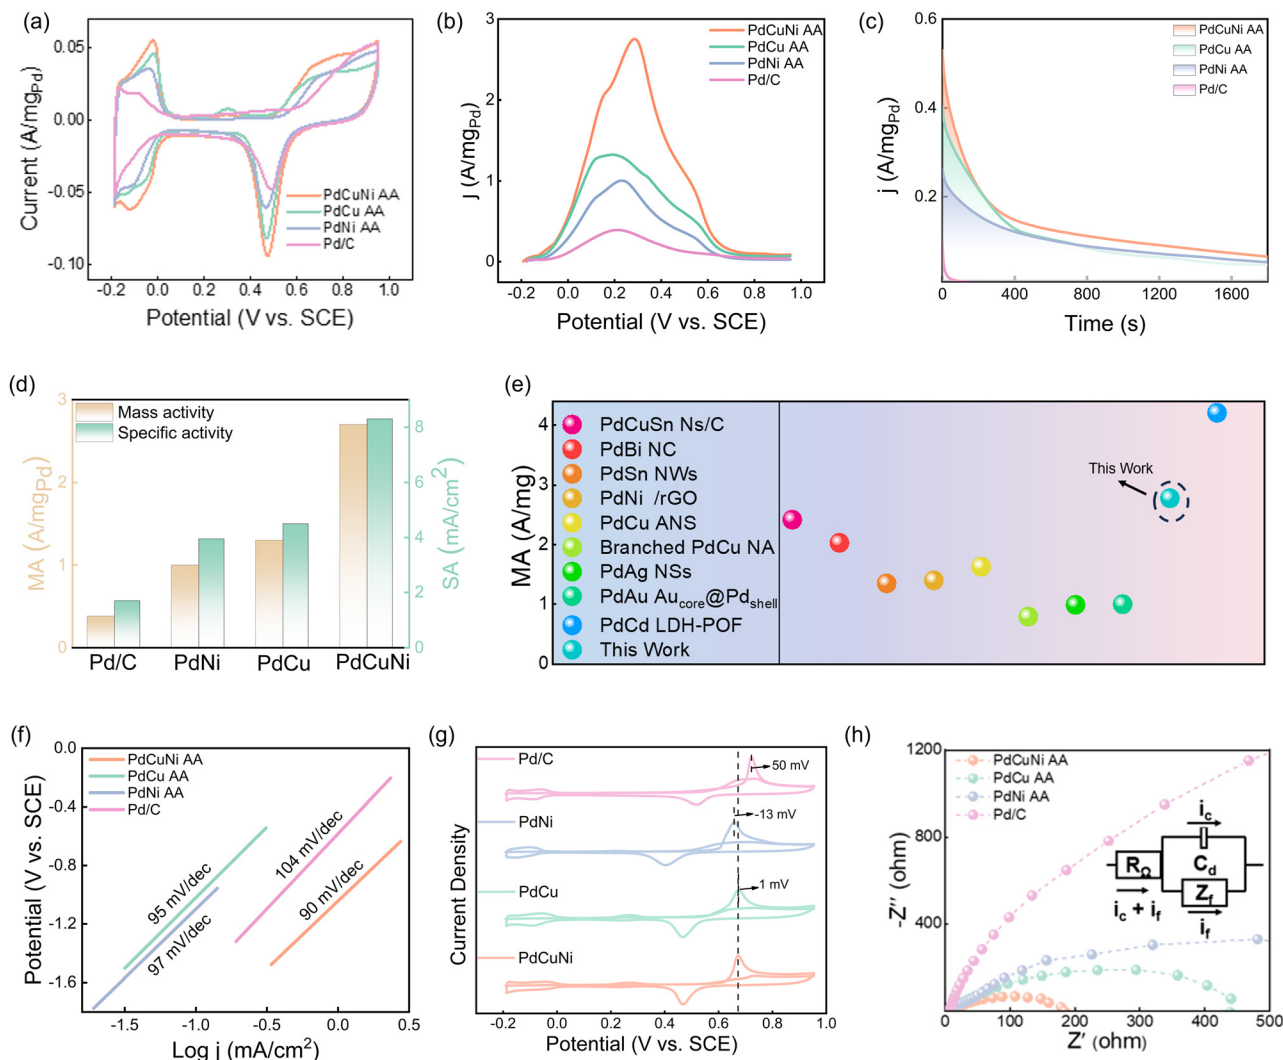 (a)
0.05
0.00
-0.05
-0.10
Current (A/mgPd)
PdCuNi AA
PdCu AA
PdNi AA
Pd/C
-0.2 0.0 0.2 0.4 0.6 0.8 1.0
Potential (V vs. SCE)
(b)
3
2
1
0
j (A/mgPd)
PdCuNi AA
PdCu AA
PdNi AA
Pd/C
-0.2 0.0 0.2 0.4 0.6 0.8 1.0
Potential (V vs. SCE)
(c)
0.6
0.4
0.2
j (A/mgPd)
PdCuNi AA
PdCu AA
PdNi AA
Pd/C
0 400 800 1200 1600
Time (s)
(d)
3
2
1
0
MA (A/mgPd)
Mass activity
Specific activity
8
6
4
2
0
SA (mA/cm2)
Pd/C PdNi PdCu PdCuNi
(e)
4
3
2
1
0
MA (A/mg)
PdCuSn Ns/C
PdBi NC
PdSn NWs
PdNi /rGO
PdCu ANS
Branched PdCu NA
PdAg NSs
PdAu Aucore@Pdshell
PdCd LDH-POF
This Work
This Work
(f)
0.0
-0.4
-0.8
-1.2
-1.6
Potential (V vs. SCE)
PdCuNi AA
PdCu AA
PdNi AA
Pd/C
95 mV/dec
97 mV/dec
104 mV/dec
90 mV/dec
-1.5 -1.0 -0.5 0.0 0.5
Log j (mA/cm2)
(g)
Current Density
Pd/C
50 mV
PdNi
-13 mV
PdCu
1 mV
PdCuNi
-0.2 0.0 0.2 0.4 0.6 0.8 1.0
Potential (V vs. SCE)
(h)
1200
800
400
-Z'' (ohm)
PdCuNi AA
PdCu AA
PdNi AA
Pd/C
ic
RΩ
Cd
Zf
ic + if
if
0 100 200 300 400 500
Z' (ohm)